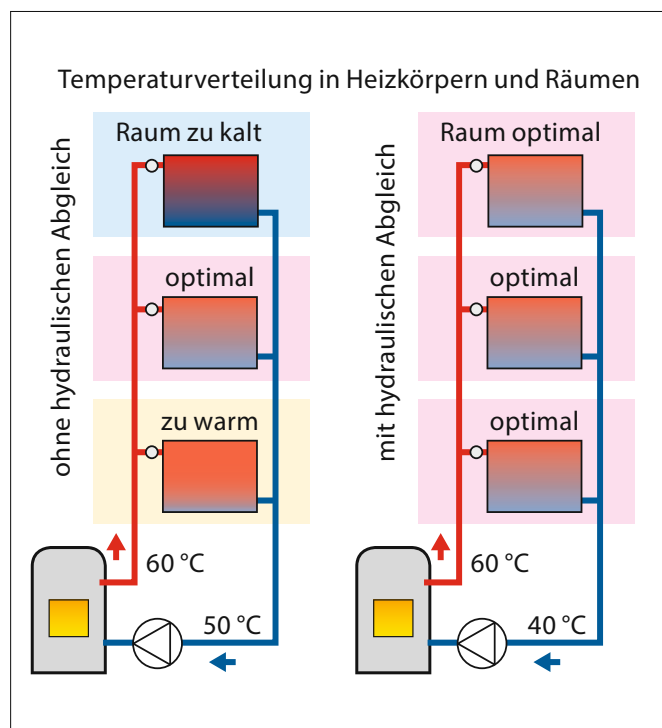 Temperaturverteilung in Heizkörpern und Räumen
ohne hydraulischen Abgleich
Raum zu kalt
optimal
zu warm
60 °C
50 °C
mit hydraulischen Abgleich
Raum optimal
optimal
optimal
60 °C
40 °C